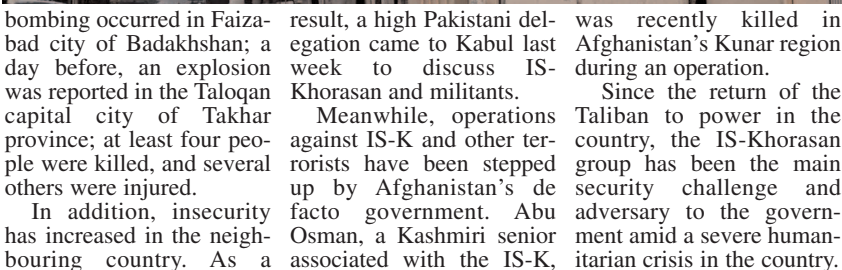 bombing occurred in Faiza-
bad city of Badakhshan; a
day before, an explosion
was reported in the Taloqan
capital city of Takhar
province; at least four peo-
ple were killed, and several
others were injured.
In addition, insecurity
has increased in the neigh-
bouring country. As a
result, a high Pakistani del-
egation came to Kabul last
week to discuss IS-
Khorasan and militants.
Meanwhile, operations
against IS-K and other ter-
rorists have been stepped
up by Afghanistan's de
facto government. Abu
Osman, a Kashmiri senior
associated with the IS-K,
was recently killed in
Afghanistan's Kunar region
during an operation.
Since the return of the
Taliban to power in the
country, the IS-Khorasan
group has been the main
security challenge and
adversary to the govern-
ment amid a severe human-
itarian crisis in the country.